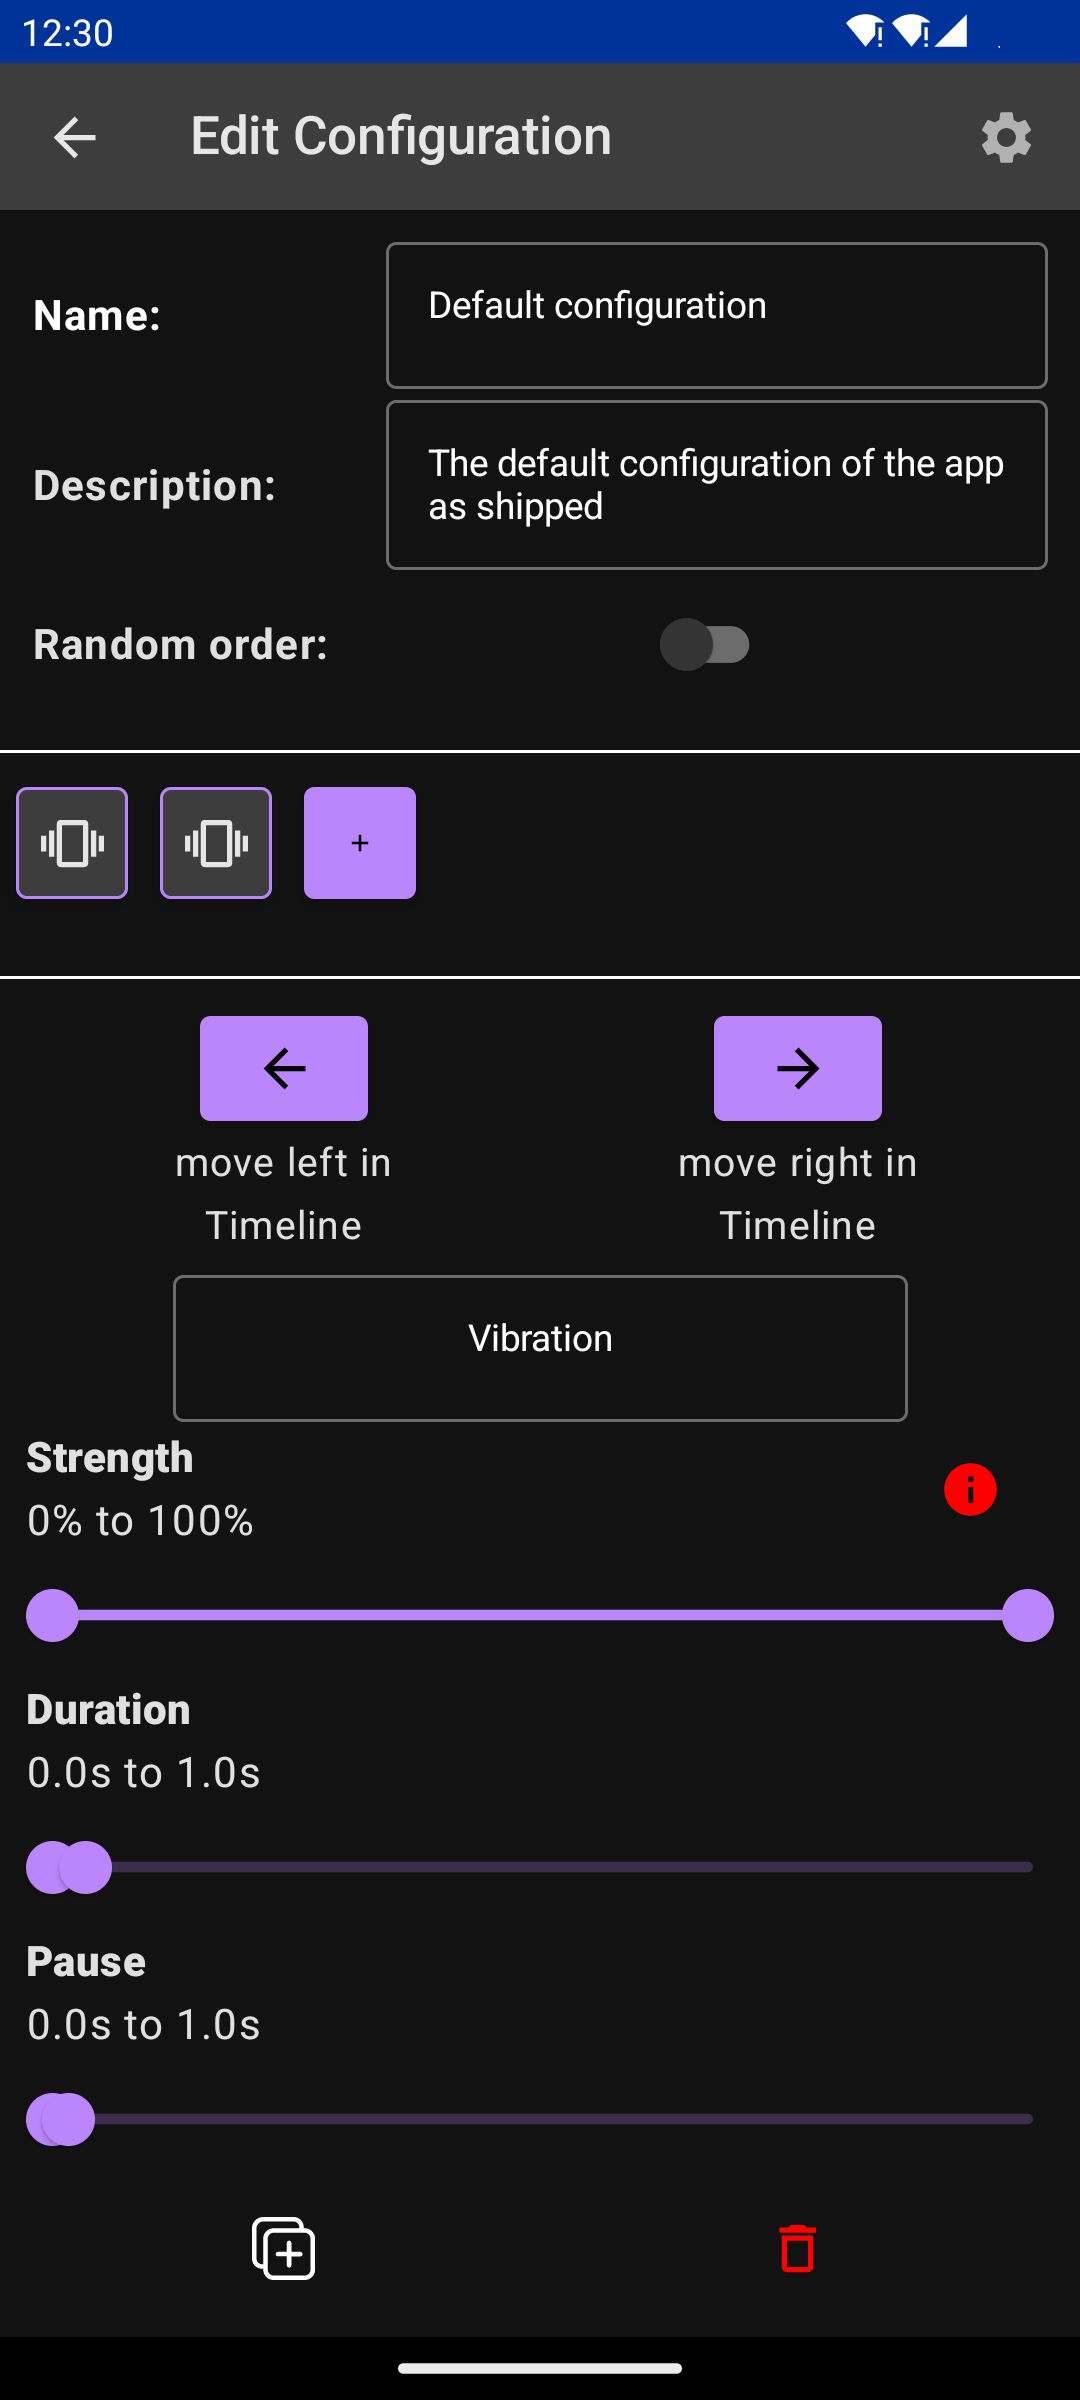 12:30
Edit Configuration
Name:
Default configuration
Description:
The default configuration of the app
as shipped
Random order:
+
move left in
Timeline
move right in
Timeline
Vibration
Strength
0% to 100%
Duration
0.0s to 1.0s
Pause
0.0s to 1.0s